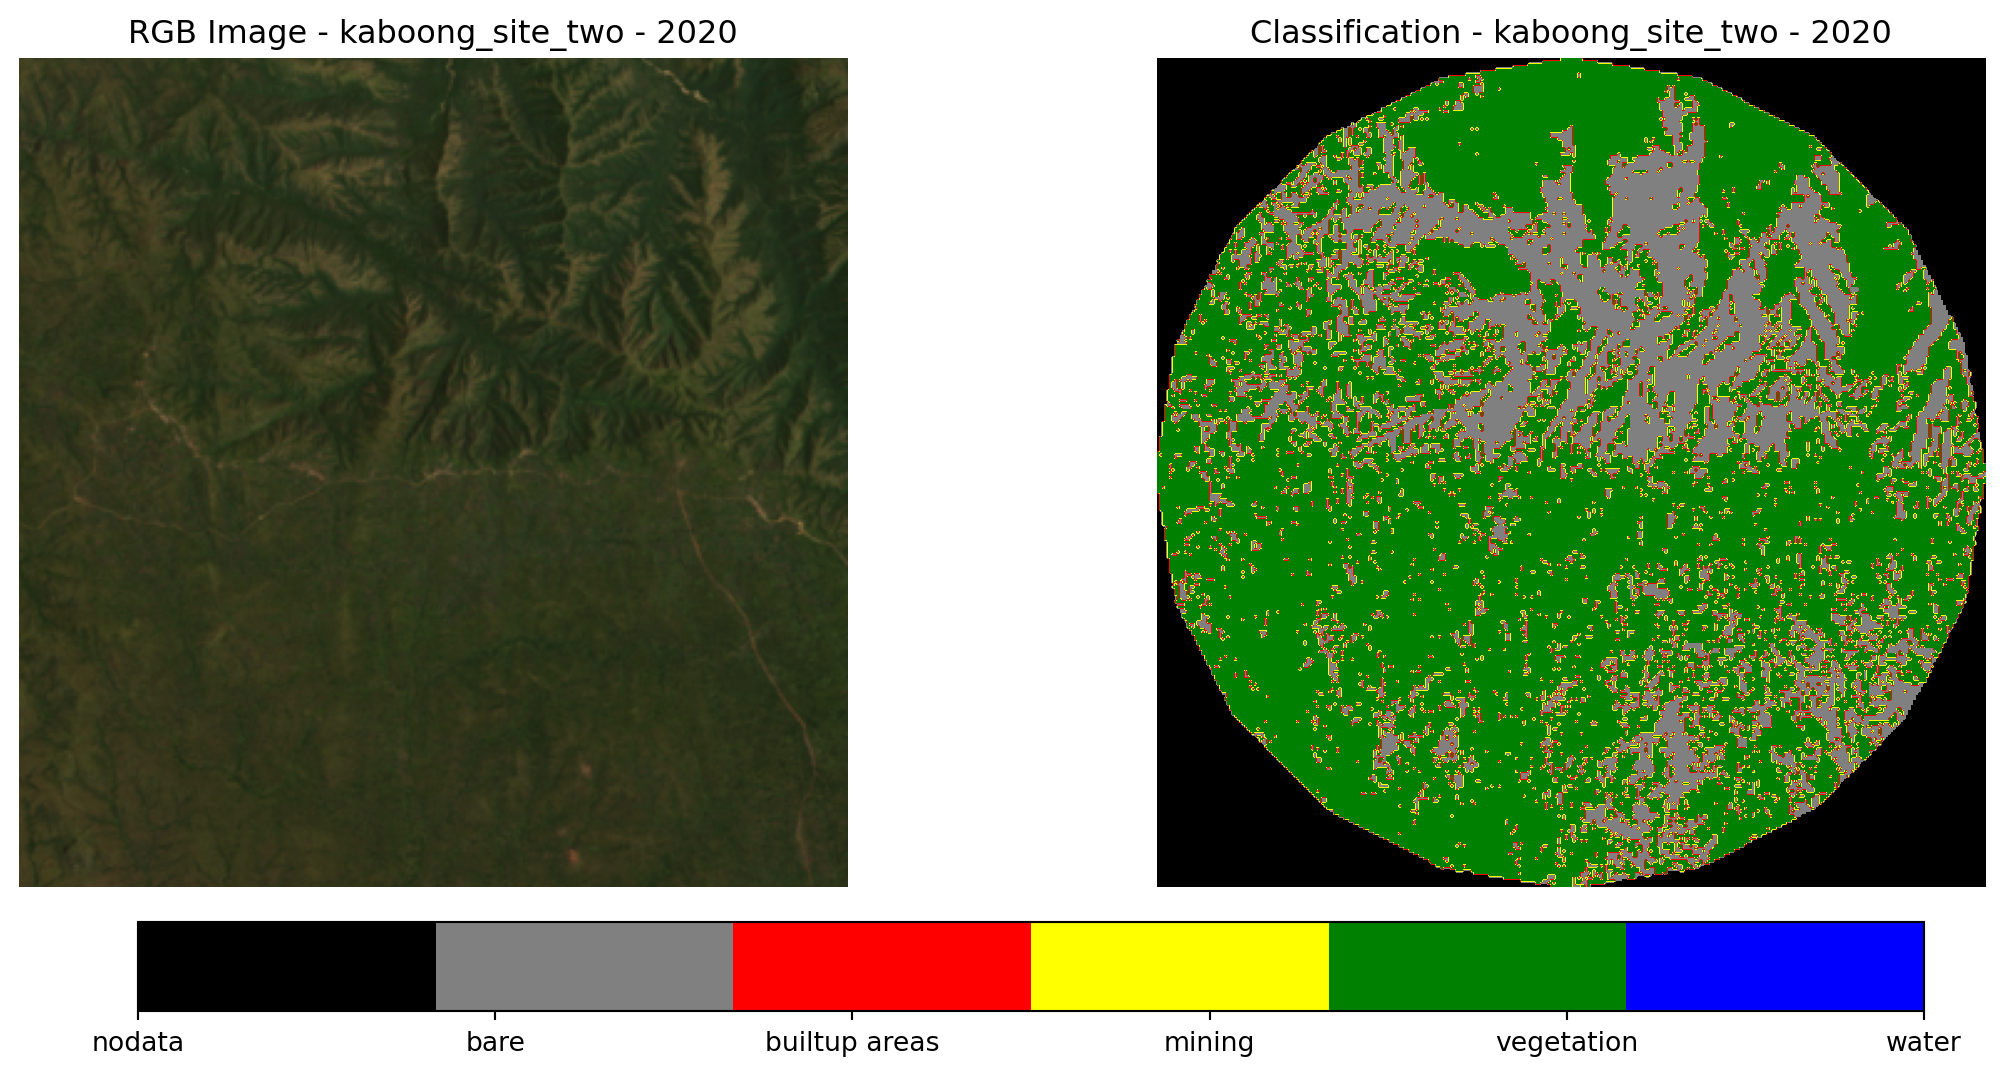 RGB Image - kaboong_site_two - 2020
Classification - kaboong_site_two - 2020
nodata
bare
builtup areas
mining
vegetation
water